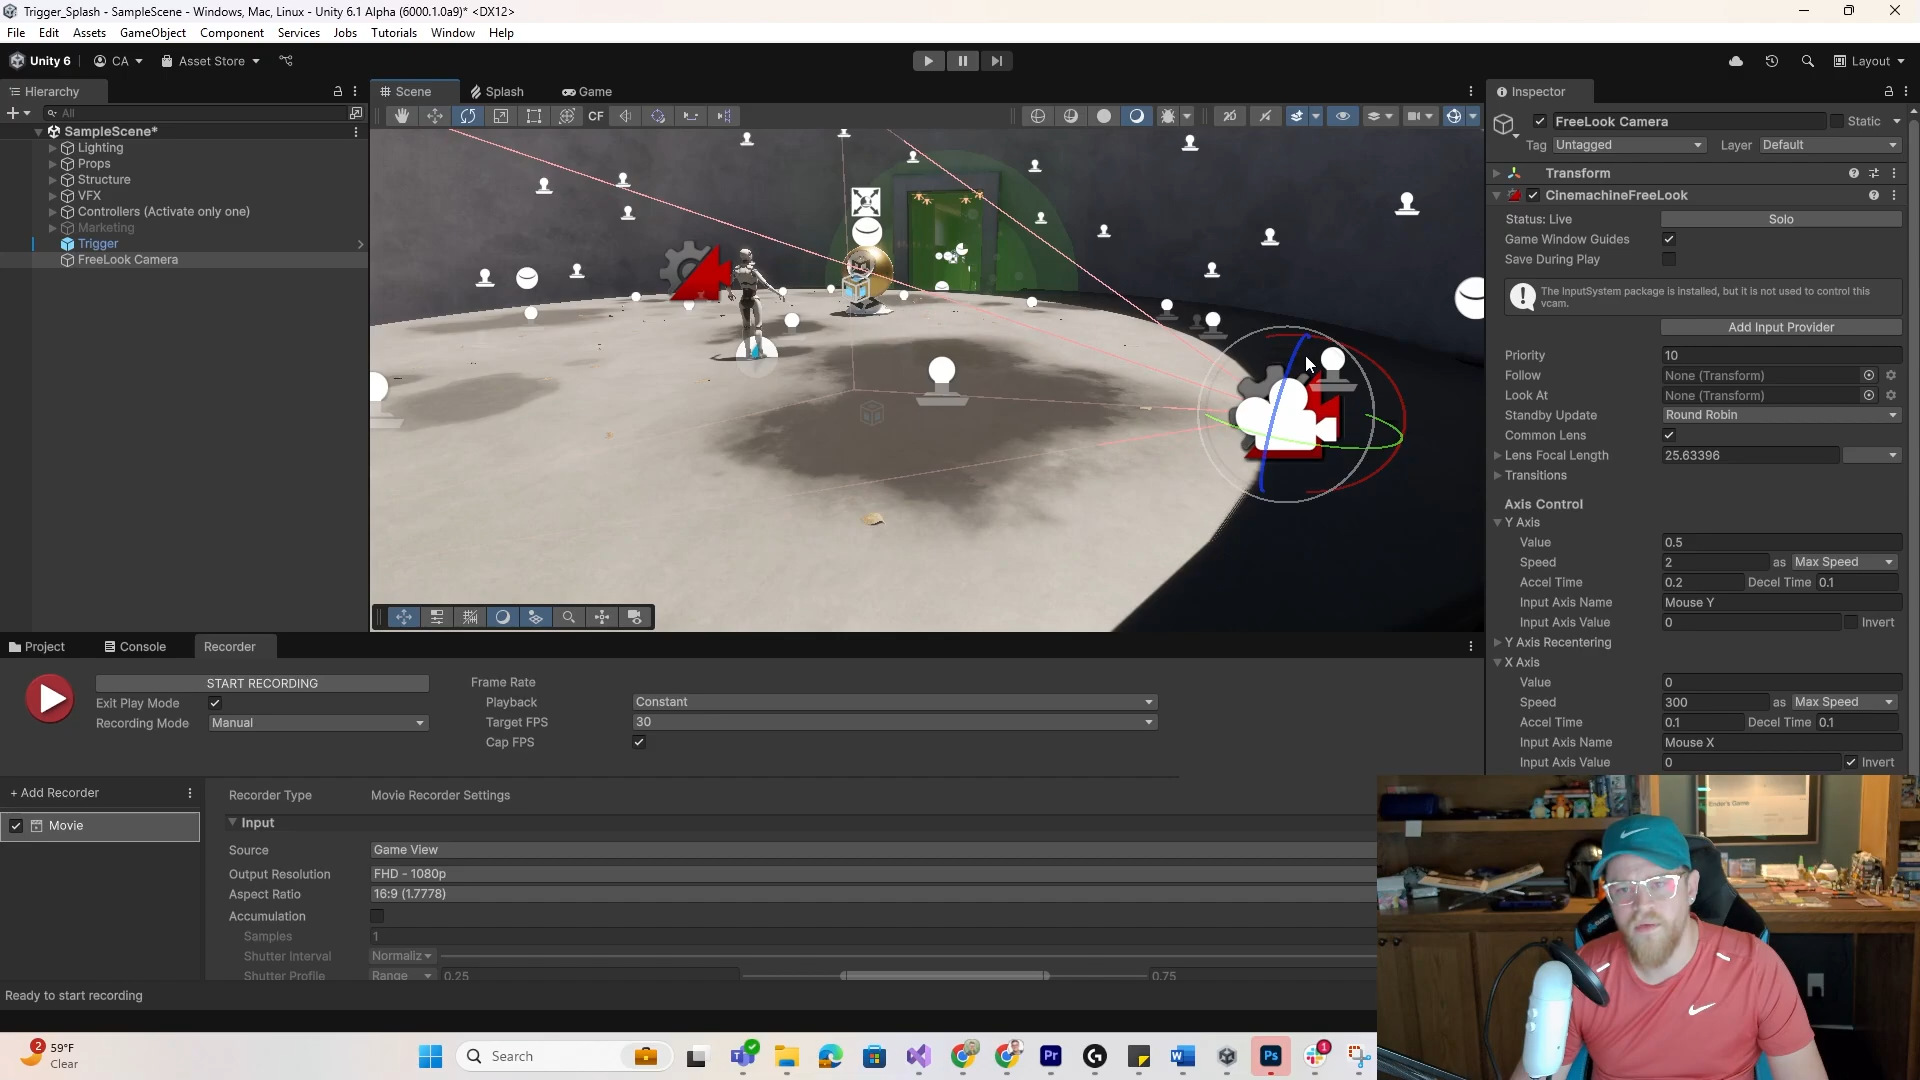 Trigger_Splash - SampleScene - Windows, Mac, Linux - Unity 6.1 Alpha (6000.1.0a9)* <DX12>
File Edit Assets GameObject Component Services Jobs Tutorials Window Help
Unity 6 CA Asset Store Layout
Hierarchy
All
SampleScene*
Lighting
Props
Structure
VFX
Controllers (Activate only one)
Marketing
Trigger
FreeLook Camera
Scene Splash Game
CF 2D
Inspector
FreeLook Camera Static
Tag Untagged Layer Default
Transform
CinemachineFreeLook
Status: Live Solo
Game Window Guides
Save During Play
The InputSystem package is installed, but it is not used to control this
vcam.
Add Input Provider
Priority 10
Follow None (Transform)
Look At None (Transform)
Standby Update Round Robin
Common Lens
Lens Focal Length 25.63396
Transitions
Axis Control
Y Axis
Value 0.5
Speed 2 as Max Speed
Accel Time 0.2 Decel Time 0.1
Input Axis Name Mouse Y
Input Axis Value 0 Invert
Y Axis Recentering
X Axis
Value 0
Speed 300 as Max Speed
Accel Time 0.1 Decel Time 0.1
Input Axis Name Mouse X
Input Axis Value 0 Invert
Project Console Recorder
START RECORDING
Exit Play Mode
Recording Mode Manual
Frame Rate
Playback Constant
Target FPS 30
Cap FPS
+ Add Recorder
Movie
Recorder Type Movie Recorder Settings
Input
Source Game View
Output Resolution FHD - 1080p
Aspect Ratio 16:9 (1.7778)
Accumulation
Samples 1
Shutter Interval Normaliz
Shutter Profile Range 0.25 0.75
Ready to start recording
Ender's Game
2 59°F
Clear
Search
Pr
W
Ps
1